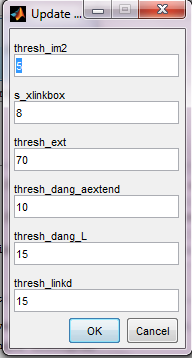 Update ...
thresh_im2
5
s_xlinkbox
8
thresh_ext
70
thresh_dang_aextend
10
thresh_dang_L
15
thresh_linkd
15
OK Cancel